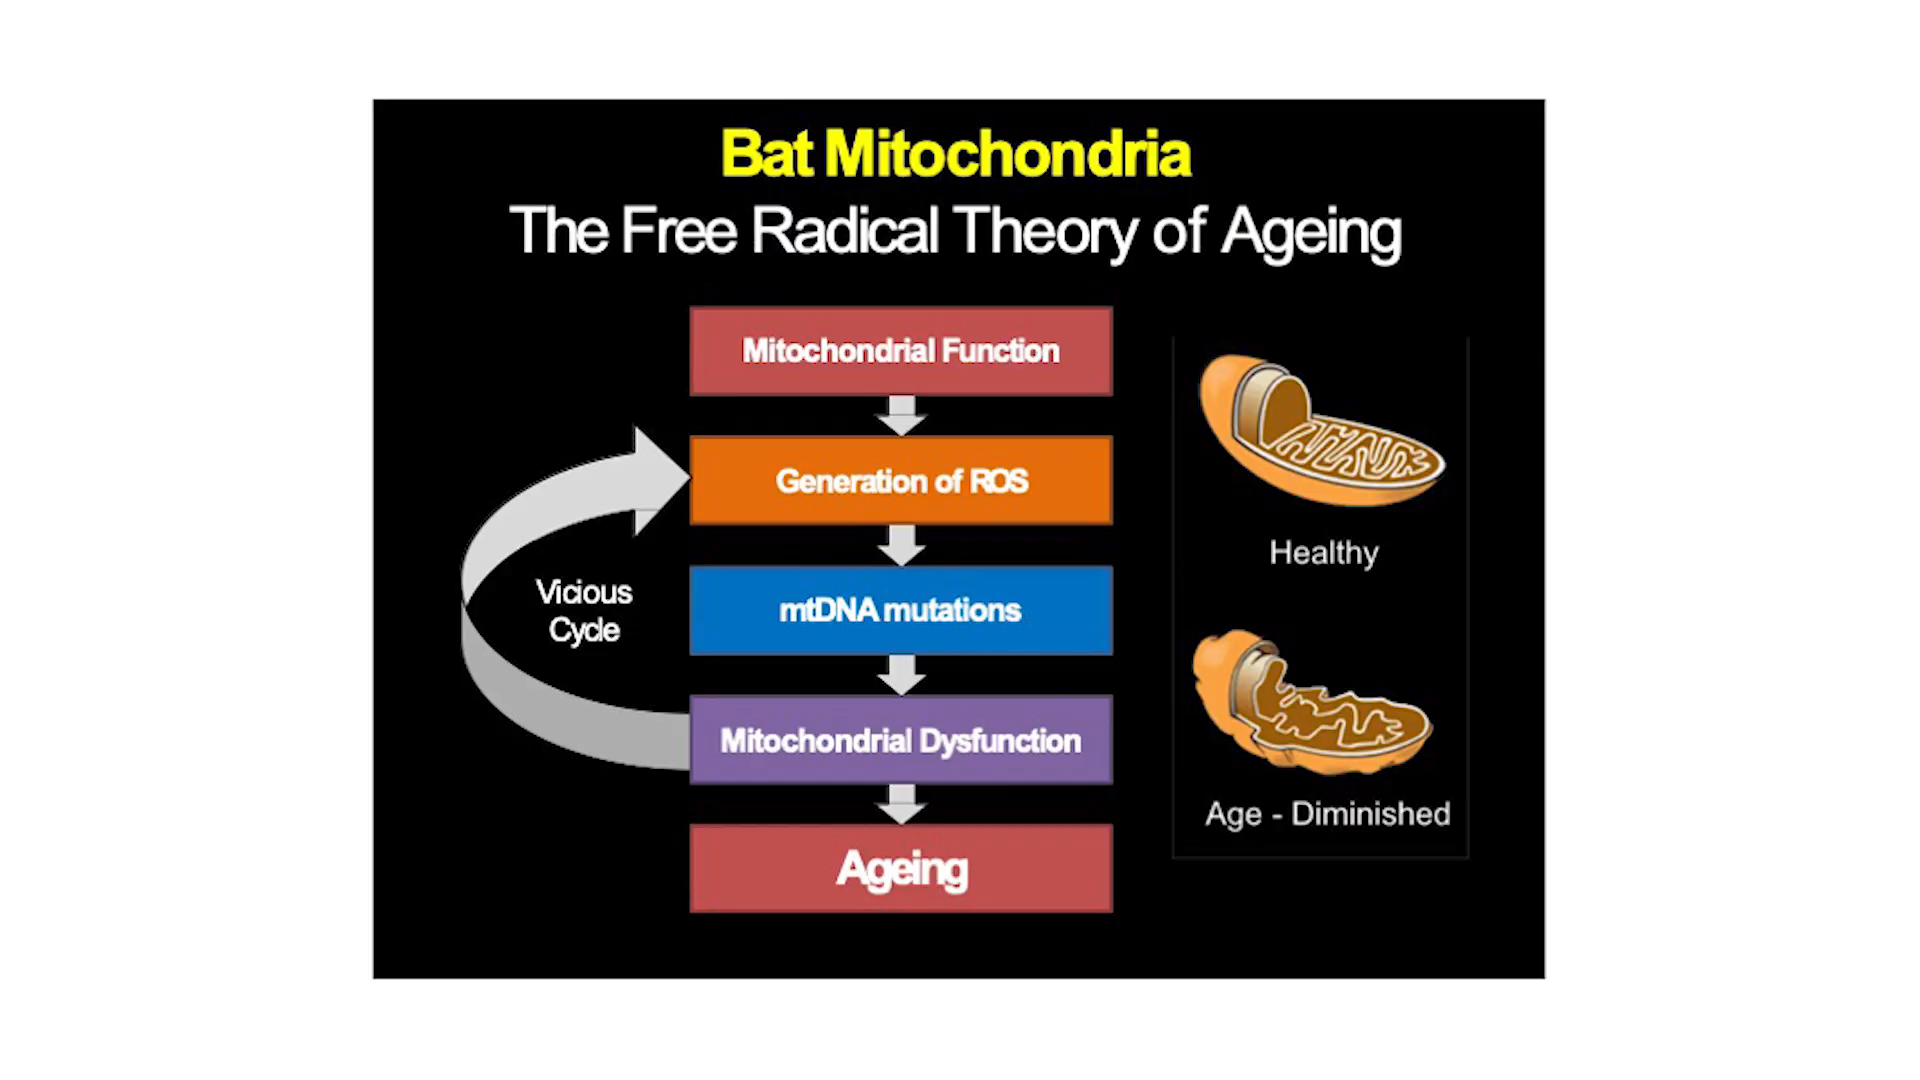 Bat Mitochondria
The Free Radical Theory of Ageing
Mitochondrial Function
Generation of ROS
mtDNA mutations
Mitochondrial Dysfunction
Ageing
Vicious
Cycle
Healthy
Age - Diminished